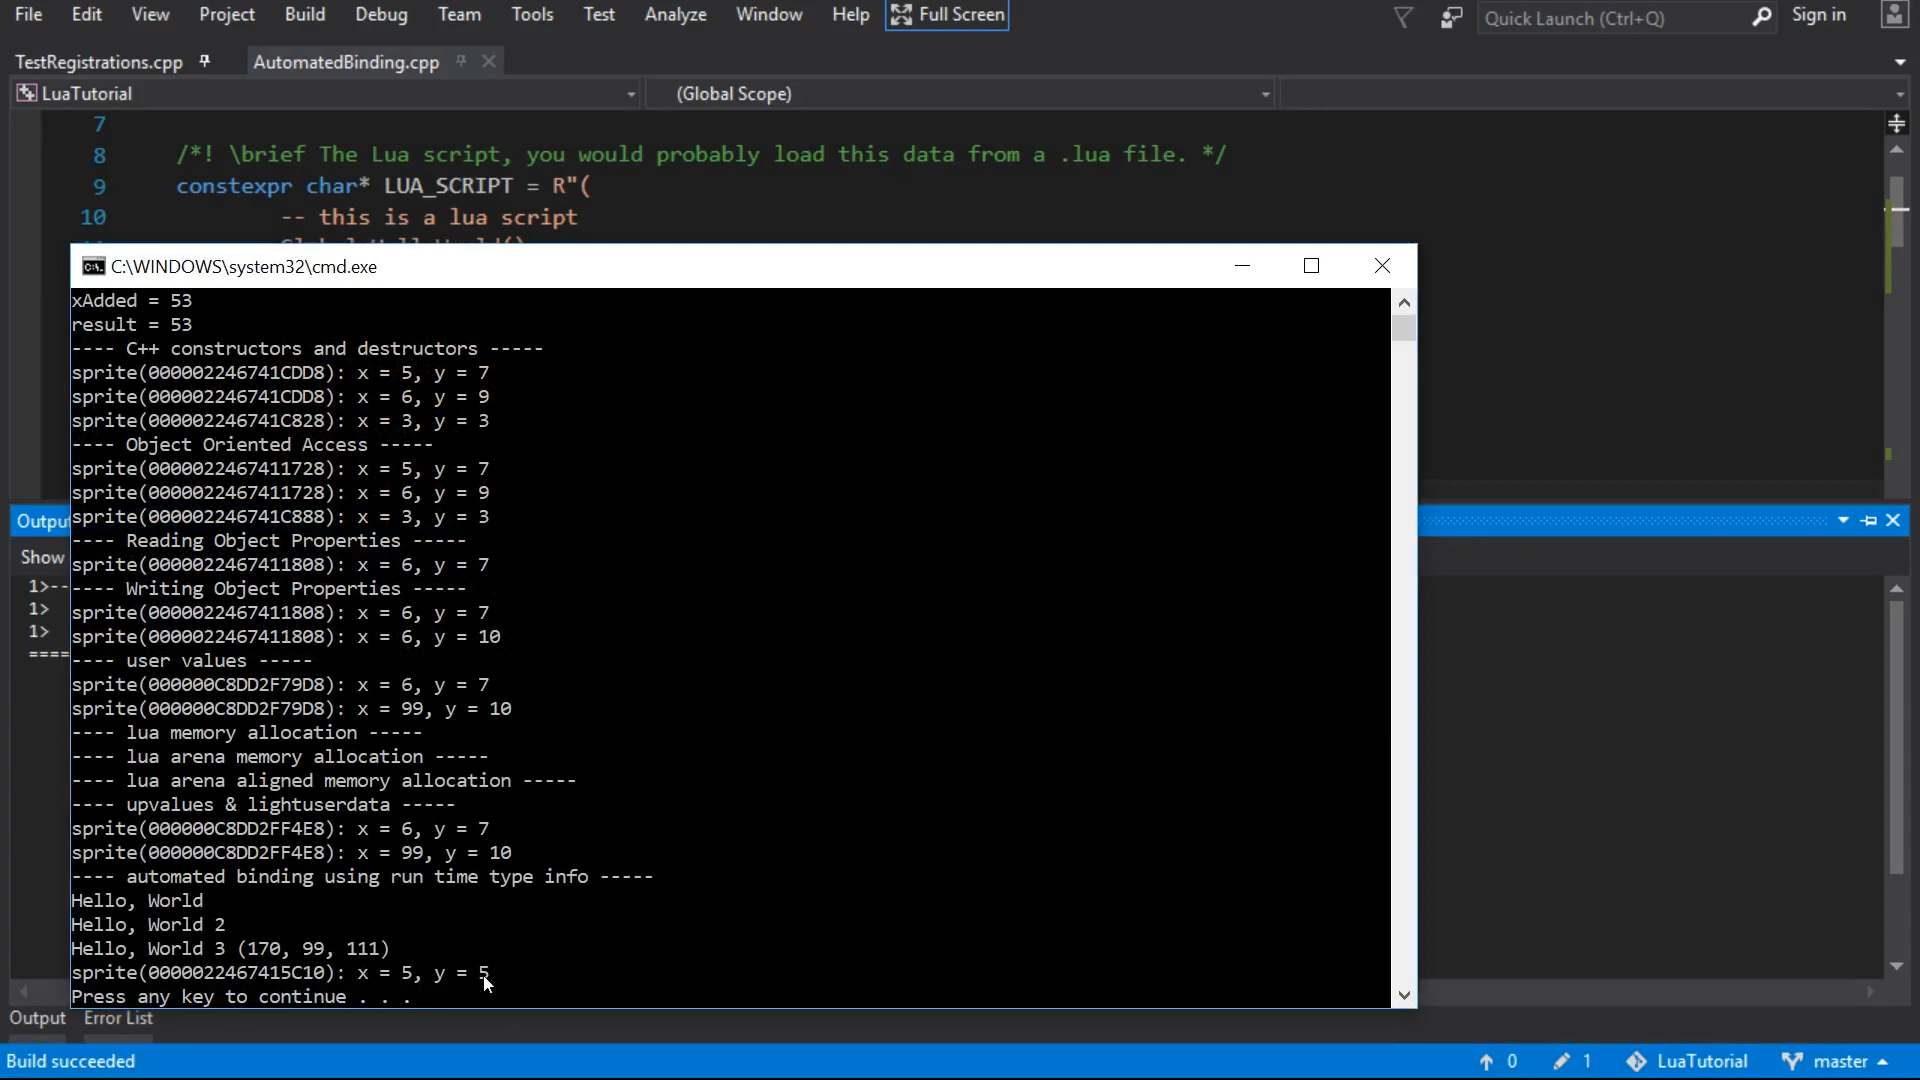 File Edit View Project Build Debug Team Tools Test Analyze Window Help Full Screen Quick Launch (Ctrl+Q) Sign in
TestRegistrations.cpp AutomatedBinding.cpp
LuaTutorial (Global Scope)
7
8 /*! \brief The Lua script, you would probably load this data from a .lua file. */
9 constexpr char* LUA_SCRIPT = R"(
10 -- this is a lua script
C:\WINDOWS\system32\cmd.exe
xAdded = 53
result = 53
---- C++ constructors and destructors -----
sprite(000002246741CDD8): x = 5, y = 7
sprite(000002246741CDD8): x = 6, y = 9
sprite(000002246741C828): x = 3, y = 3
---- Object Oriented Access -----
sprite(0000022467411728): x = 5, y = 7
sprite(0000022467411728): x = 6, y = 9
sprite(000002246741C888): x = 3, y = 3
---- Reading Object Properties -----
sprite(0000022467411808): x = 6, y = 7
---- Writing Object Properties -----
sprite(0000022467411808): x = 6, y = 7
sprite(0000022467411808): x = 6, y = 10
---- user values -----
sprite(000000C8DD2F79D8): x = 6, y = 7
sprite(000000C8DD2F79D8): x = 99, y = 10
---- lua memory allocation -----
---- lua arena memory allocation -----
---- lua arena aligned memory allocation -----
---- upvalues & lightuserdata -----
sprite(000000C8DD2FF4E8): x = 6, y = 7
sprite(000000C8DD2FF4E8): x = 99, y = 10
---- automated binding using run time type info -----
Hello, World
Hello, World 2
Hello, World 3 (170, 99, 111)
sprite(0000022467415C10): x = 5, y = 5
Press any key to continue . . .
Output
Show
1>--
1>
1>
====
Output Error List
Build succeeded 0 1 LuaTutorial master